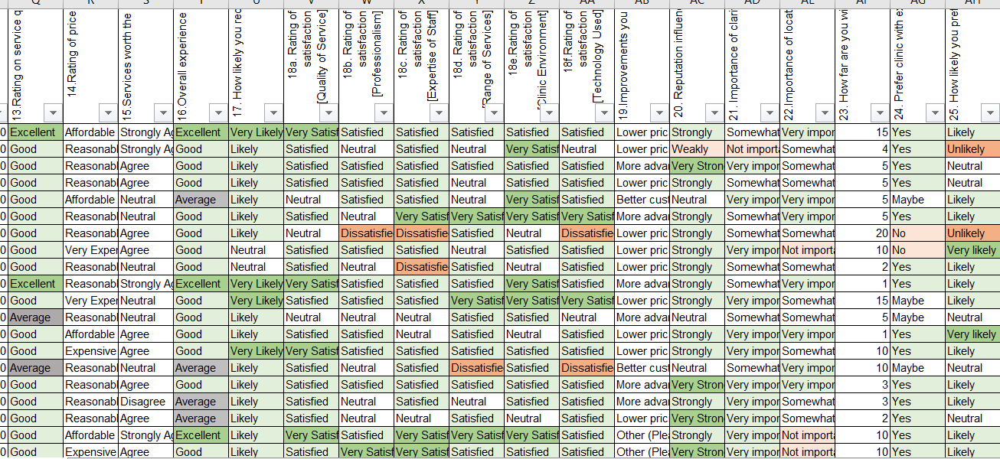 Q R S T U V W X Y Z AA AB AC AD AE AF AG AH
13.Rating on service q
14.Rating of price
15.Services worth the
16.Overall experience
17. How likely you rec
18a. Rating of
satisfaction
[Quality of Service]
18b. Rating of
satisfaction
[Professionalism]
18c. Rating of
satisfaction
[Expertise of Staff]
18d. Rating of
satisfaction
[Range of Services]
18e.Rating of
satisfaction
[Clinic Environment]
18f.Rating of
satisfaction
[Technology Used]
19.Improvements you
20. Reputation influen
21. Importance of clari
22.Importance of locat
23. How far are you wi
24. Prefer clinic with ex
25. How likely you pref
0 Excellent Affordable Strongly Ag Excellent Very Likely Very Satisf Satisfied Satisfied Satisfied Satisfied Satisfied Lower pric Strongly Somewhat Very impor 15 Yes Likely
0 Good Reasonabl Strongly Ag Good Likely Satisfied Neutral Satisfied Neutral Very Satisf Neutral Lower pric Weakly Not importa Somewhat 4 Yes Unlikely
0 Good Reasonabl Agree Good Likely Satisfied Satisfied Satisfied Satisfied Satisfied Satisfied More advan Very Stron Very impor Somewhat 5 Yes Neutral
0 Good Reasonabl Agree Good Likely Satisfied Satisfied Satisfied Neutral Satisfied Satisfied Lower pric Strongly Somewhat Somewhat 5 Yes Neutral
0 Good Affordable Neutral Average Likely Neutral Satisfied Satisfied Neutral Very Satisf Satisfied Better cust Neutral Very impor Very impor 5 Maybe Likely
0 Good Reasonabl Neutral Good Likely Satisfied Neutral Very Satisf Very Satisf Very Satisf Very Satisf More advan Strongly Very impor Somewhat 5 Yes Likely
0 Good Reasonabl Agree Good Likely Neutral Dissatisfie Dissatisfie Satisfied Neutral Dissatisfie Lower pric Strongly Somewhat Somewhat 20 No Unlikely
0 Good Very Exper Agree Good Neutral Satisfied Satisfied Satisfied Neutral Satisfied Satisfied Lower pric Strongly Very impor Not importa 10 No Very likely
0 Good Reasonabl Neutral Good Neutral Satisfied Neutral Dissatisfie Satisfied Neutral Satisfied Lower pric Strongly Somewhat Somewhat 2 Yes Likely
0 Excellent Reasonabl Strongly Ag Excellent Very Likely Very Satisf Satisfied Satisfied Satisfied Very Satisf Satisfied More advan Strongly Somewhat Very impor 1 Yes Likely
0 Good Very Exper Neutral Good Very Likely Satisfied Satisfied Satisfied Very Satisf Very Satisf Very Satisf More advan Strongly Very impor Very impor 15 Maybe Likely
0 Average Reasonabl Neutral Good Likely Neutral Neutral Neutral Satisfied Satisfied Neutral More advan Neutral Somewhat Somewhat 5 Maybe Neutral
0 Good Affordable Agree Good Likely Satisfied Satisfied Neutral Satisfied Neutral Satisfied Lower pric Strongly Very impor Very impor 1 Yes Very likely
0 Good Expensive Agree Good Very Likely Very Satisf Satisfied Satisfied Satisfied Satisfied Satisfied Lower pric Strongly Very impor Somewhat 10 Yes Likely
0 Average Reasonabl Neutral Average Likely Satisfied Satisfied Satisfied Dissatisfie Satisfied Dissatisfie Better cust Neutral Somewhat Very impor 10 Maybe Neutral
0 Good Reasonabl Agree Good Likely Satisfied Satisfied Satisfied Satisfied Satisfied Satisfied More advan Very Stron Very impor Very impor 3 Yes Likely
0 Good Reasonabl Disagree Average Likely Satisfied Neutral Satisfied Neutral Satisfied Satisfied More advan Strongly Very impor Somewhat 3 Yes Likely
0 Good Reasonabl Agree Average Likely Satisfied Neutral Neutral Satisfied Neutral Satisfied Lower pric Very Stron Very impor Somewhat 2 Yes Neutral
0 Good Affordable Strongly Ag Excellent Likely Very Satisf Satisfied Very Satisf Very Satisf Very Satisf Satisfied Other (Plea Strongly Very impor Not importa 10 Yes Likely
0 Good Expensive Agree Good Likely Satisfied Very Satisf Very Satisf Satisfied Satisfied Satisfied Other (Plea Very Stron Very impor Not importa 10 Yes Likely